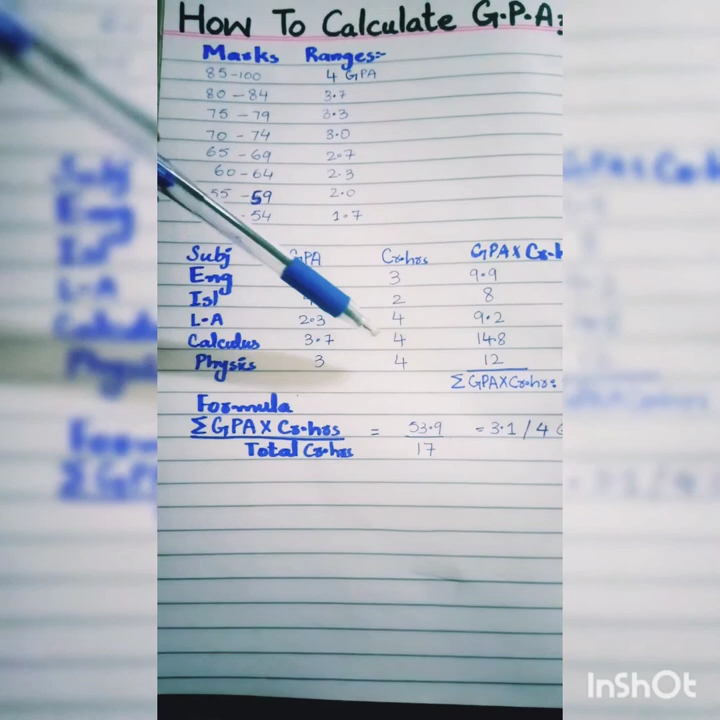 How To Calculate G.P.A:
Marks Ranges:-
85-100 4 GPA
80-84 3.7
75-79 3.3
70-74 3.0
65-69 2.7
60-64 2.3
55-59 2.0
-54 1.7
Subj GPA Cr.hrs GPA X Cr.h
Eng 3 9.9
Isl 2 8
L-A 2.3 4 9.2
Calculus 3.7 4 14.8
Physics 3 4 12
Σ GPA X Cr.hrs:
Formula
Σ GPA X Cr.hrs = 53.9 = 3.1 / 4 G
Total Cr.hrs 17
InShOt